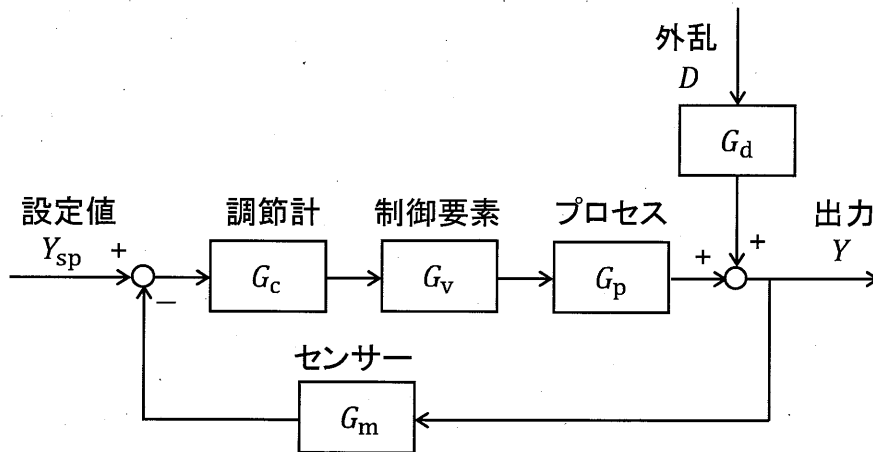 外乱
D
G_d
設定値
Y_sp
+
−
調節計
G_c
制御要素
G_v
プロセス
G_p
+
+
出力
Y
センサー
G_m